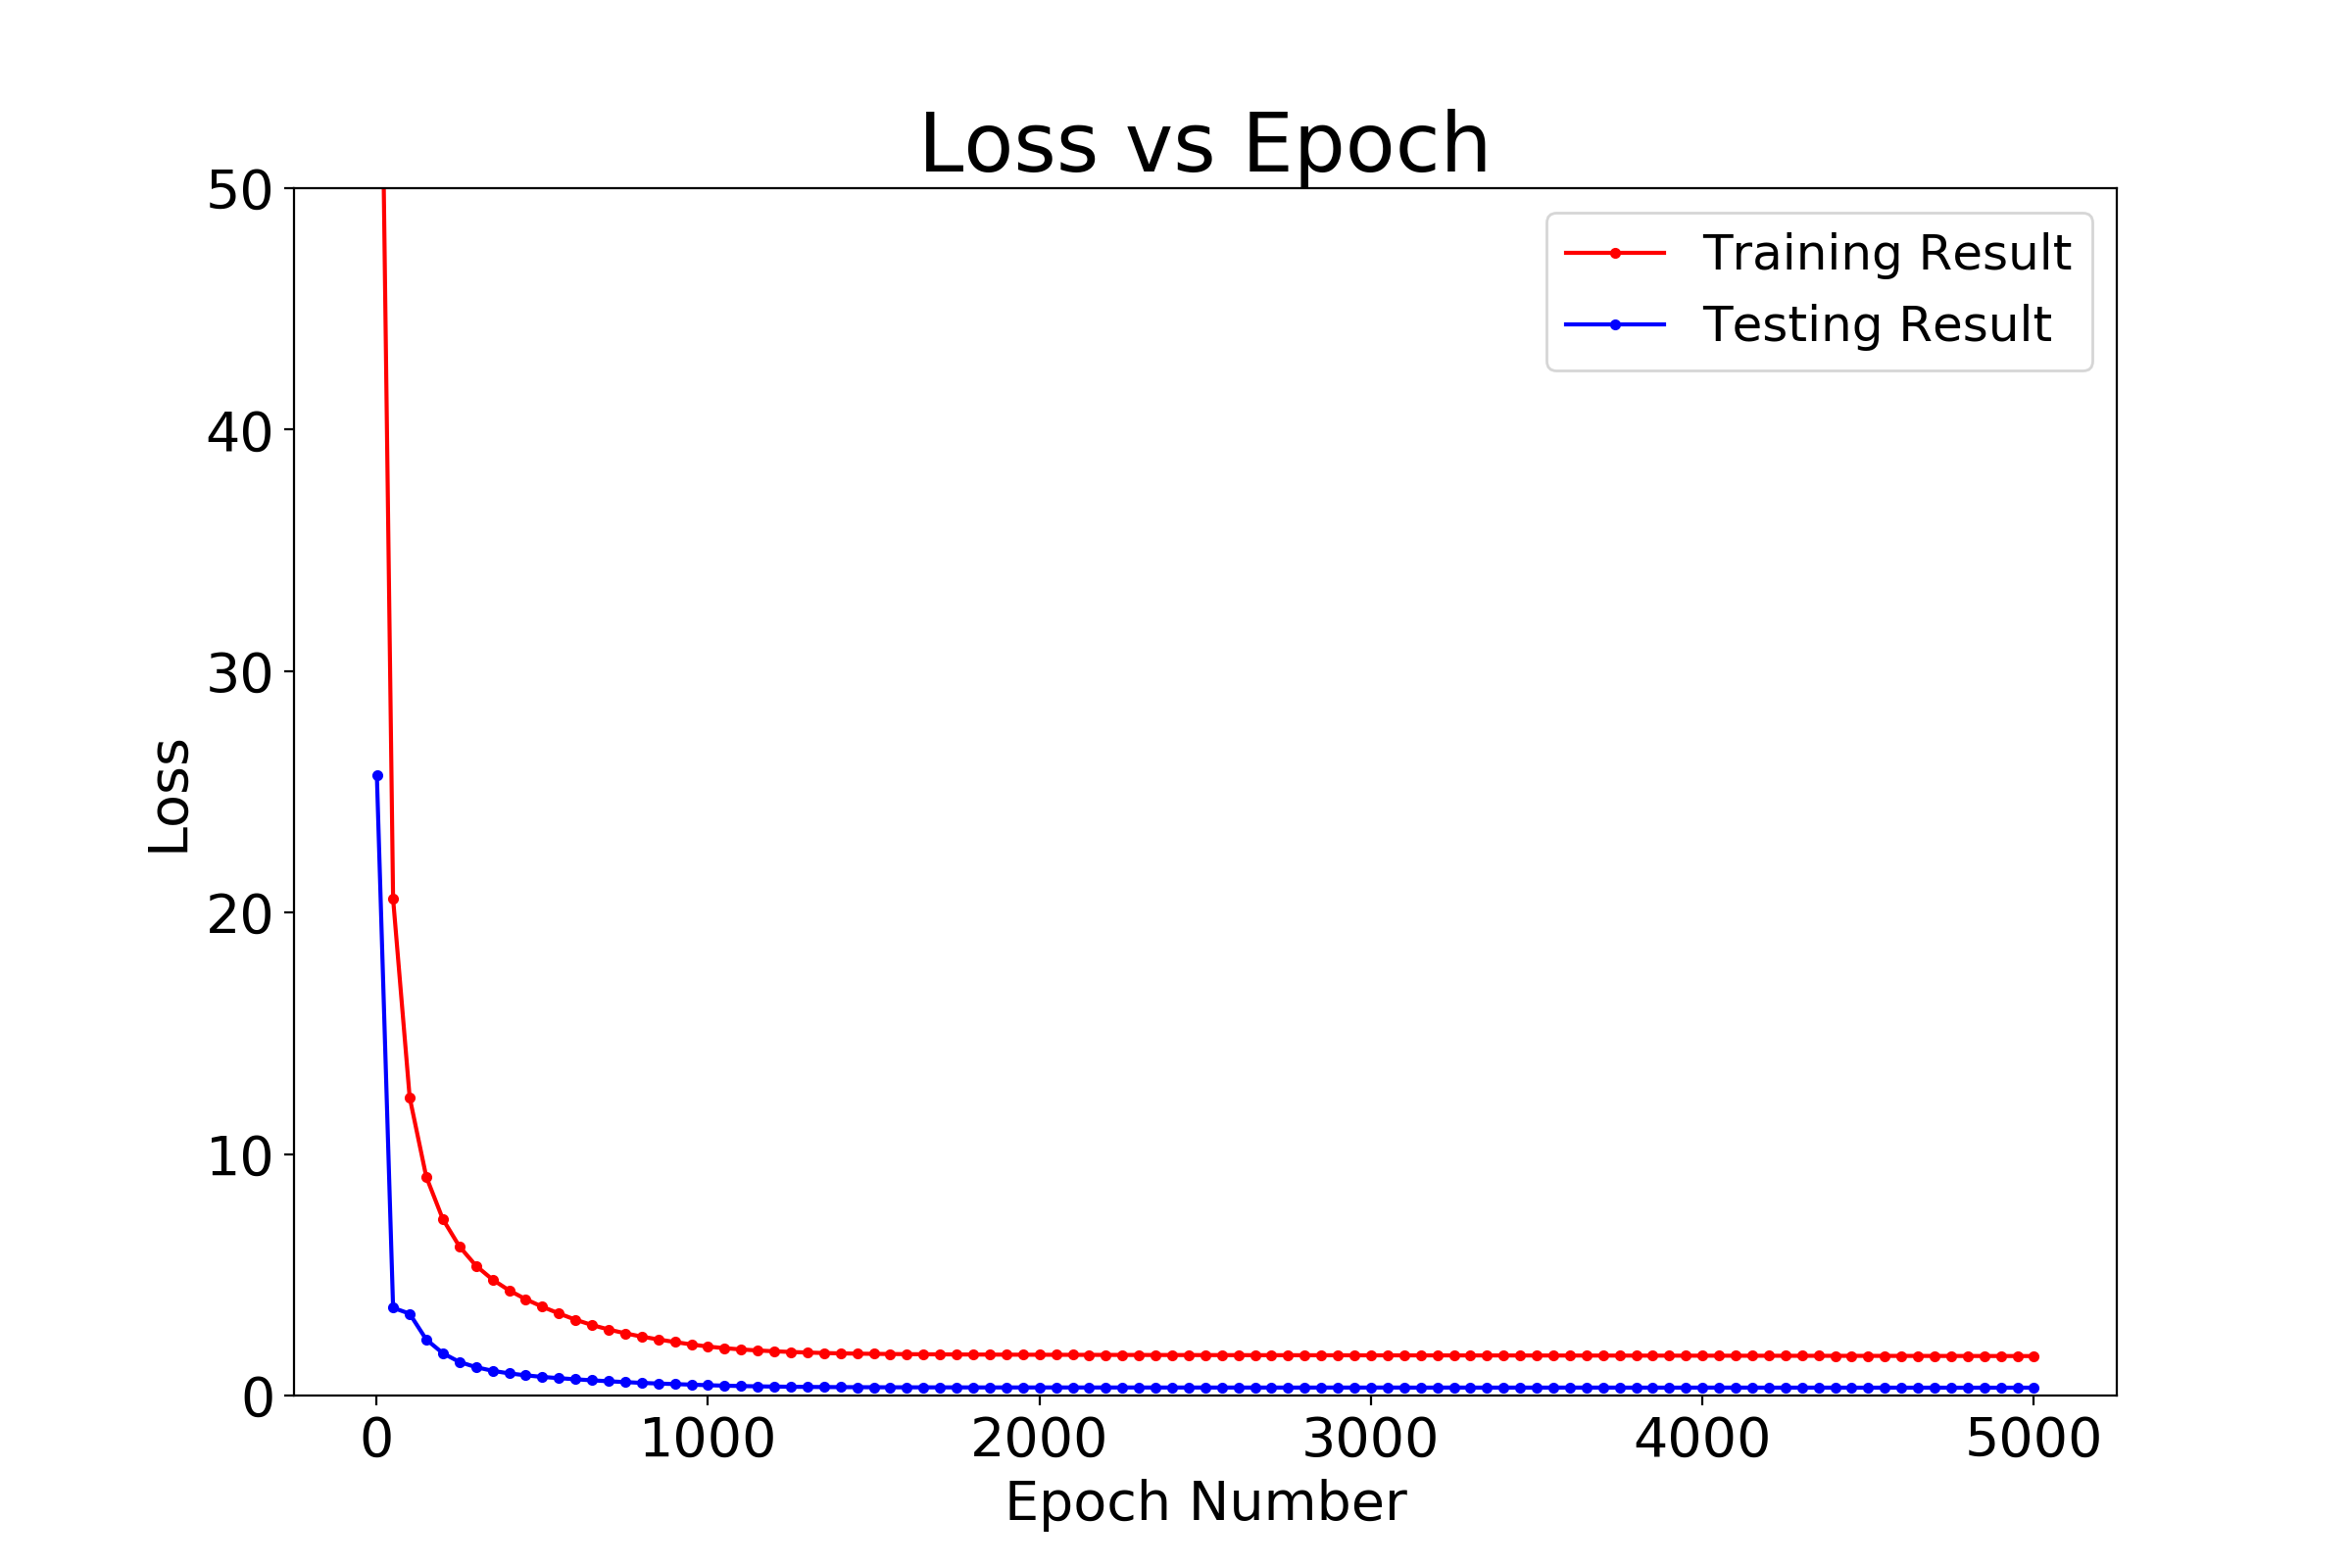 Loss vs Epoch
50
40
30
20
10
0
Loss
Training Result
Testing Result
0 1000 2000 3000 4000 5000
Epoch Number